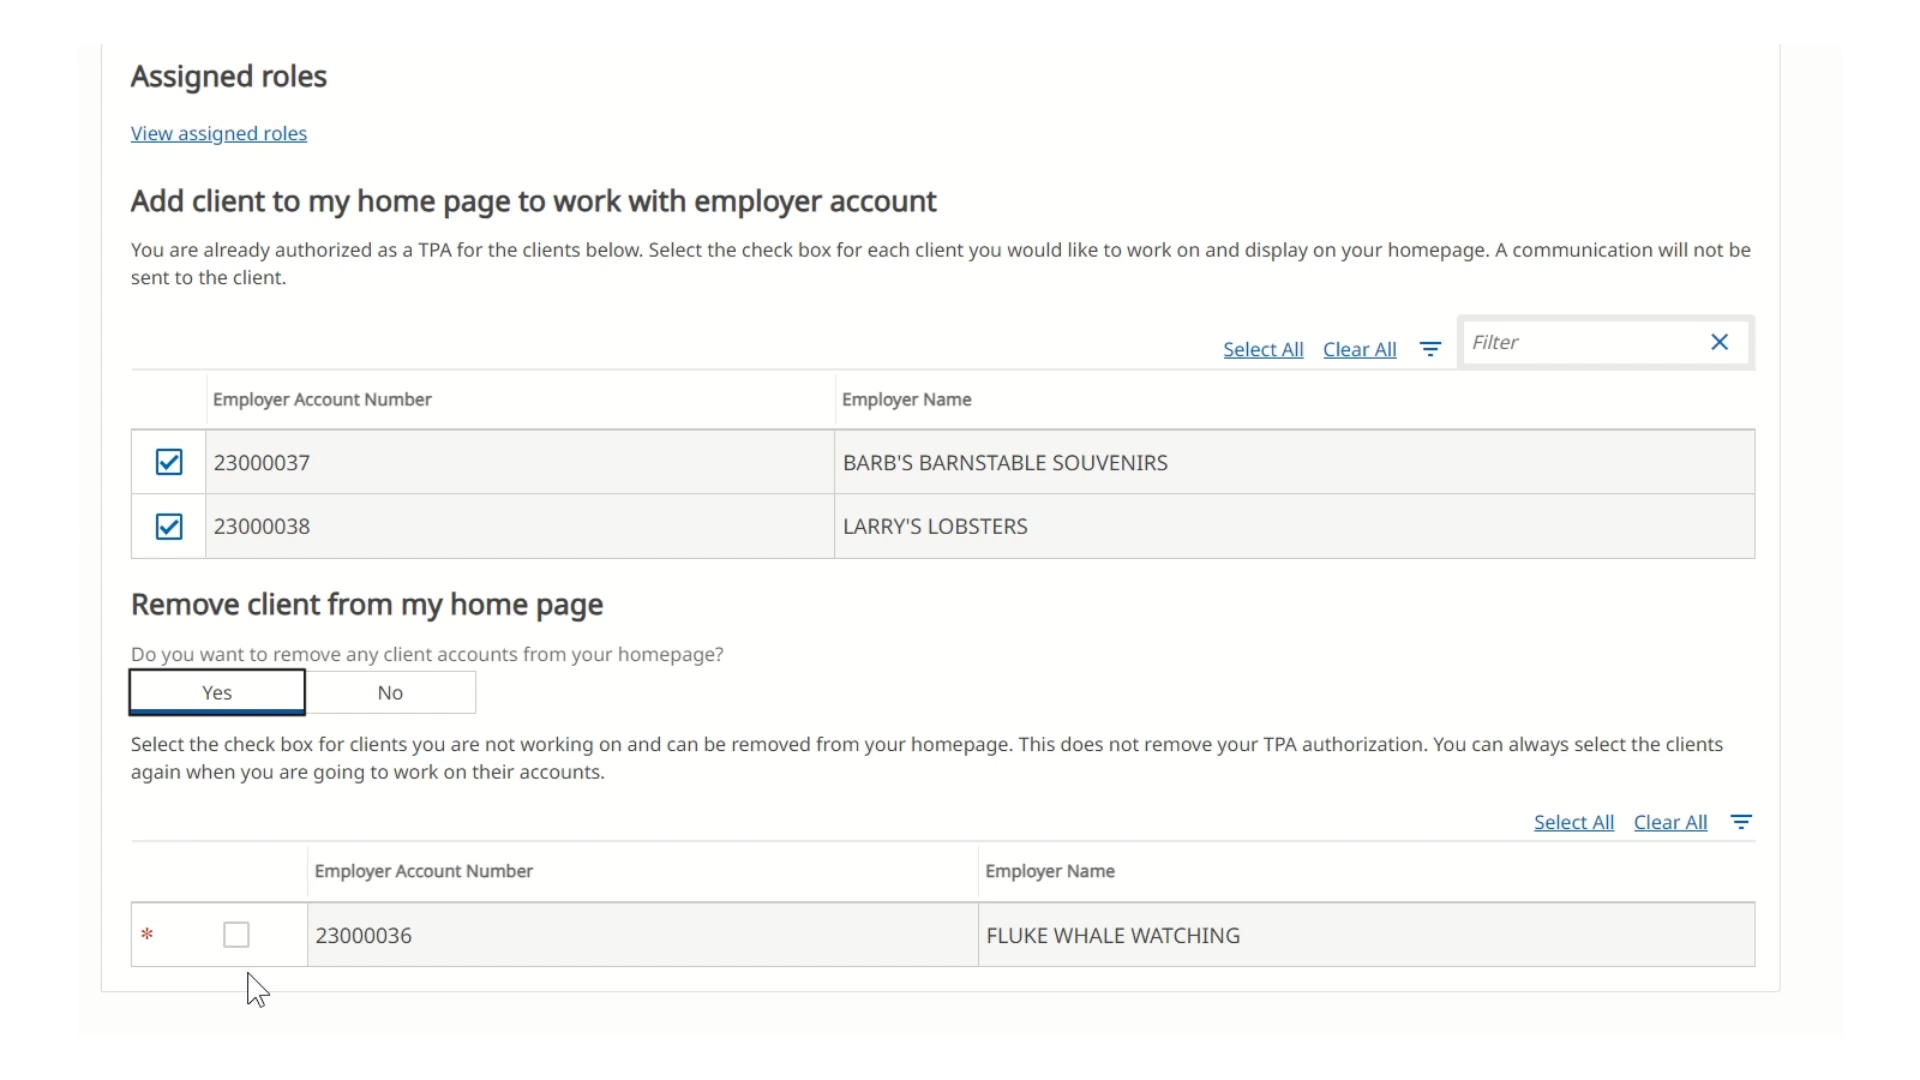 Assigned roles
View assigned roles
Add client to my home page to work with employer account
You are already authorized as a TPA for the clients below. Select the check box for each client you would like to work on and display on your homepage. A communication will not be
sent to the client.
Select All Clear All Filter
Employer Account Number Employer Name
23000037 BARB'S BARNSTABLE SOUVENIRS
23000038 LARRY'S LOBSTERS
Remove client from my home page
Do you want to remove any client accounts from your homepage?
Yes No
Select the check box for clients you are not working on and can be removed from your homepage. This does not remove your TPA authorization. You can always select the clients
again when you are going to work on their accounts.
Select All Clear All
Employer Account Number Employer Name
* 23000036 FLUKE WHALE WATCHING